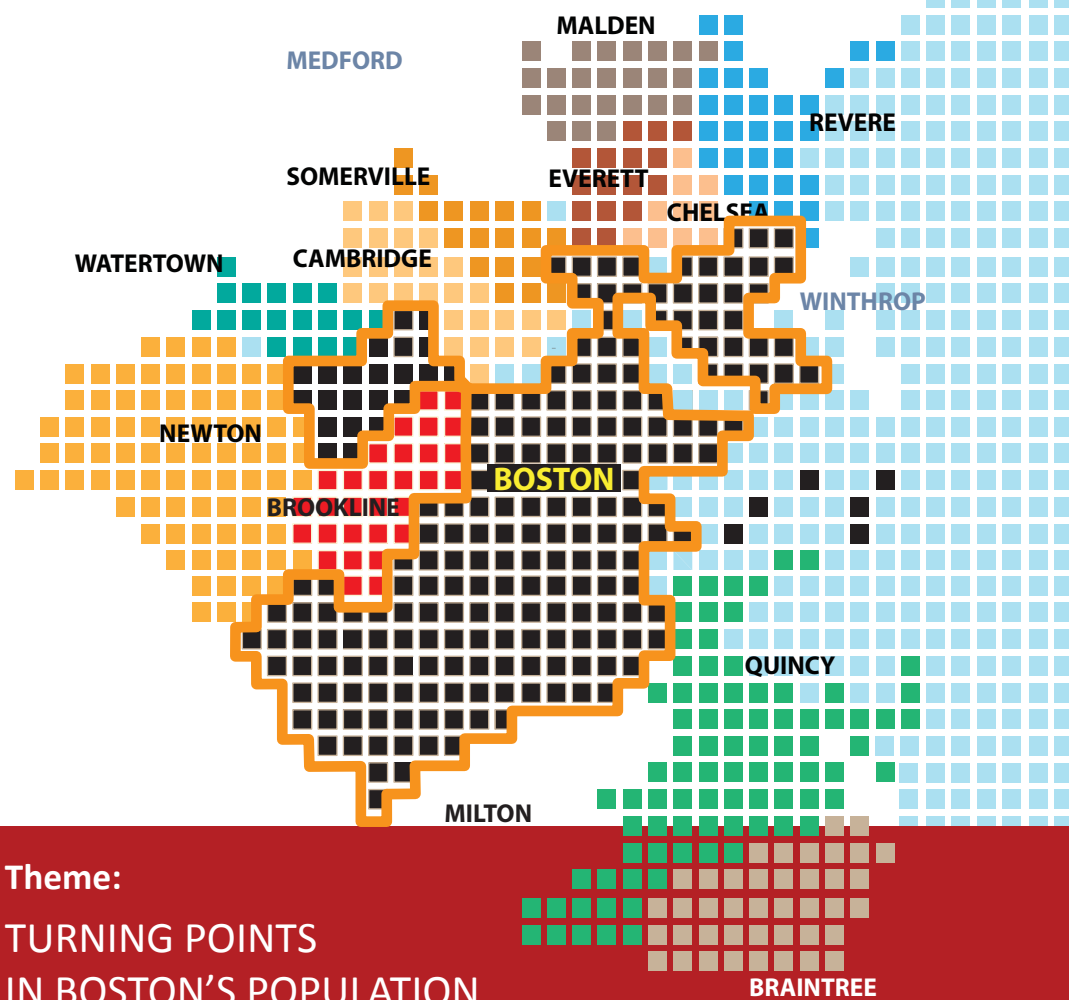 MALDEN
MEDFORD
REVERE
SOMERVILLE
EVERETT
CHELSEA
WATERTOWN
CAMBRIDGE
WINTHROP
NEWTON
BOSTON
BROOKLINE
QUINCY
MILTON
Theme:
TURNING POINTS
IN BOSTON'S POPULATION
BRAINTREE